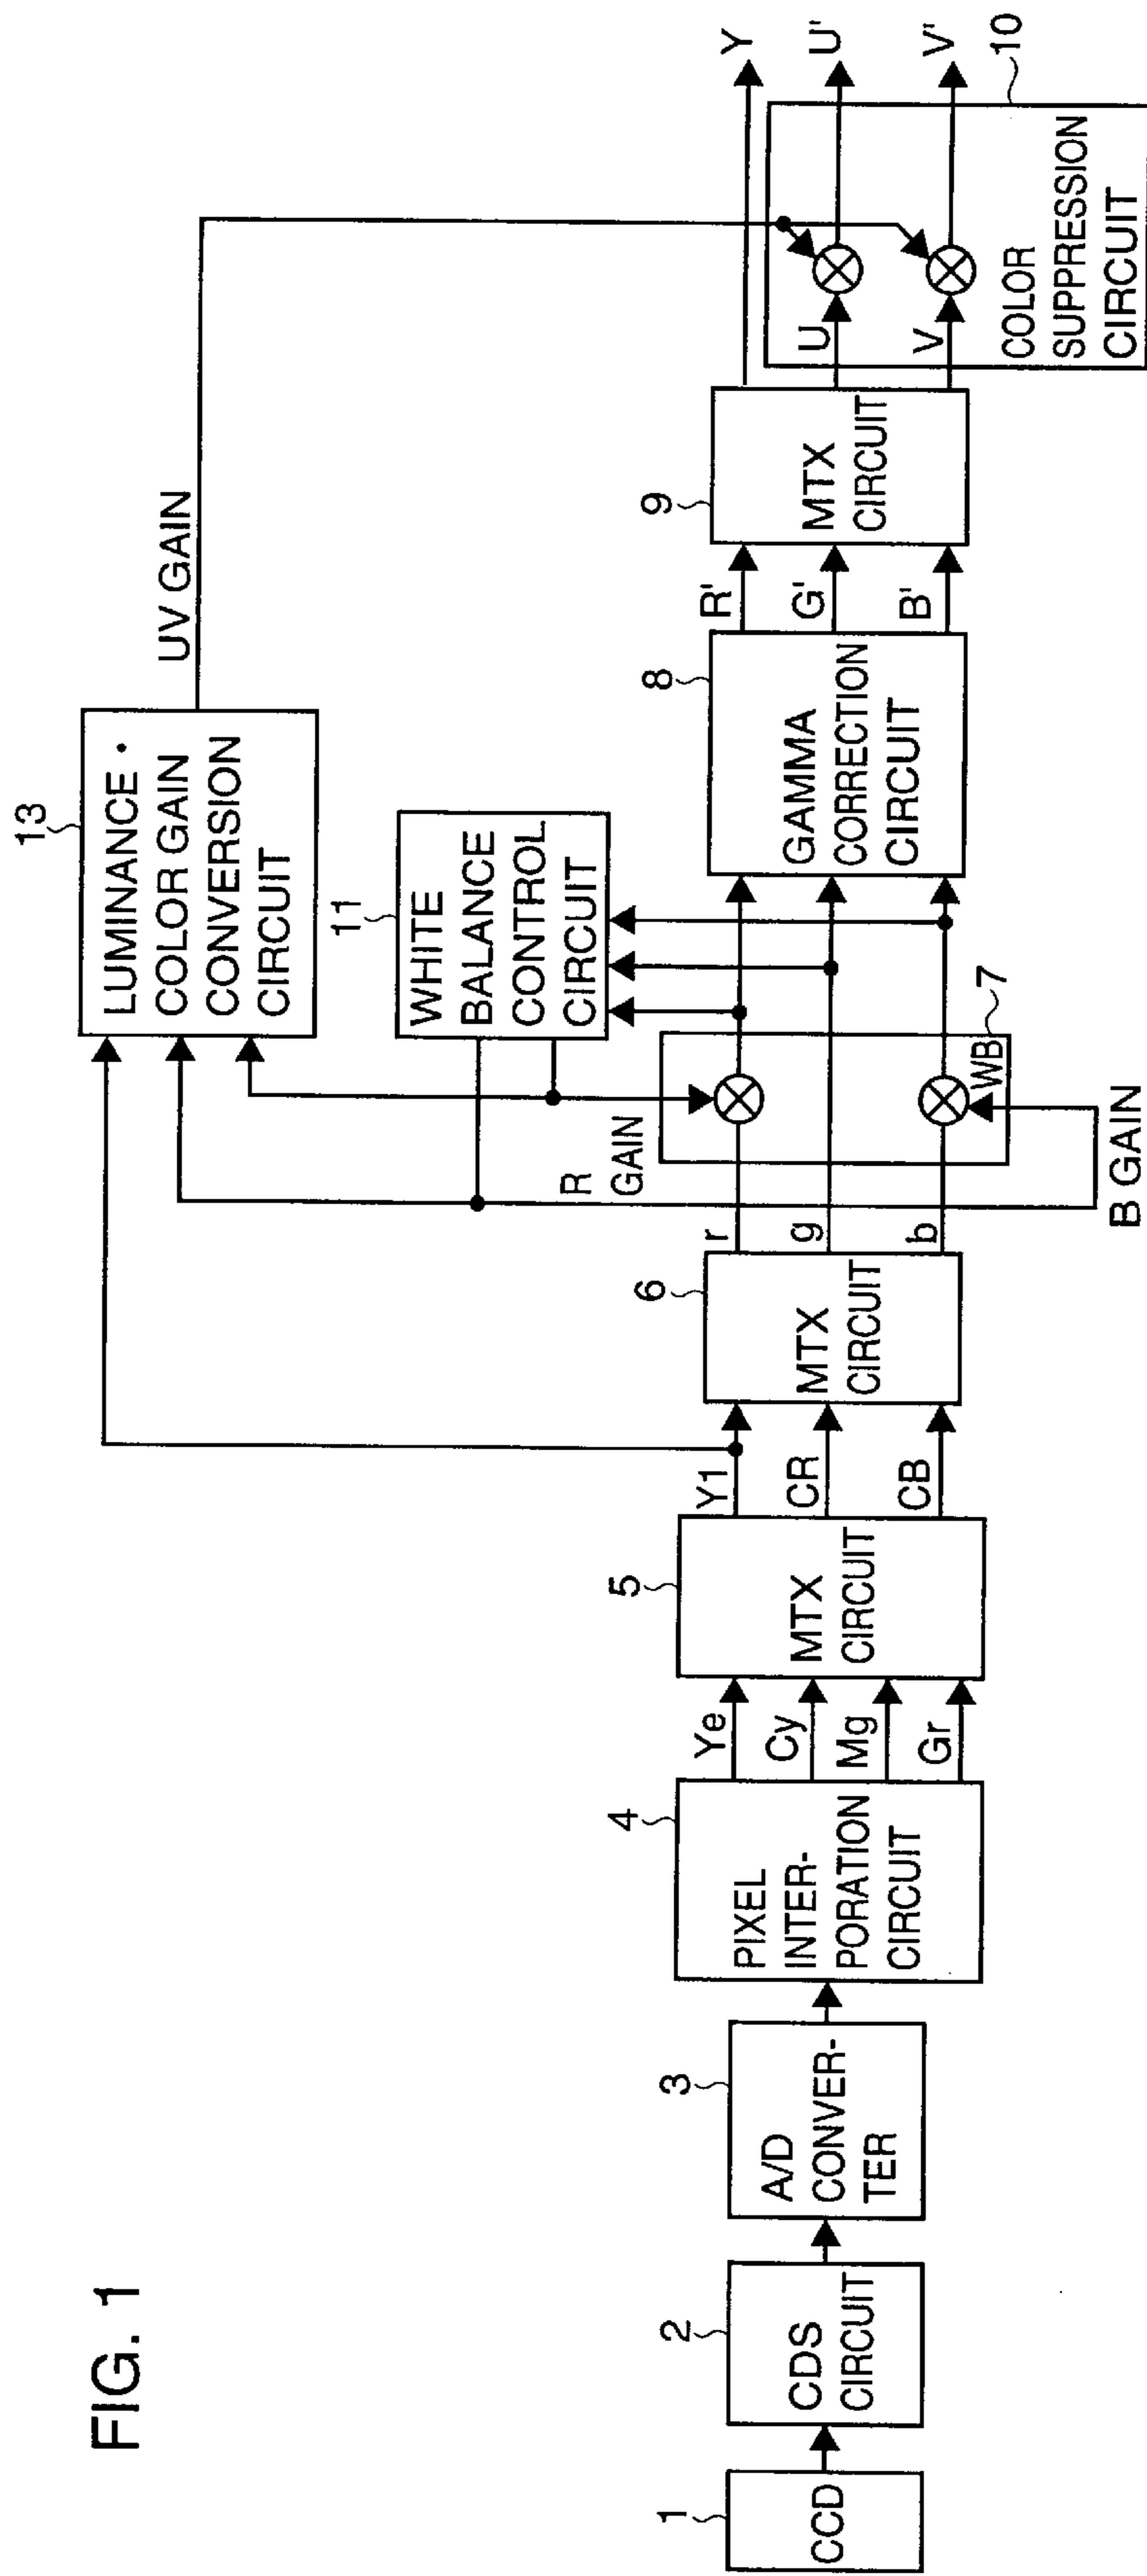 FIG. 1
1
CCD
2
CDS
CIRCUIT
3
A/D
CONVER-
TER
4
PIXEL
INTER-
PORATION
CIRCUIT
Ye
Cy
Mg
Gr
5
MTX
CIRCUIT
Y1
CR
CB
6
MTX
CIRCUIT
r
g
b
R
GAIN
B GAIN
WB
7
11
WHITE
BALANCE
CONTROL
CIRCUIT
13
LUMINANCE •
COLOR GAIN
CONVERSION
CIRCUIT
UV GAIN
8
GAMMA
CORRECTION
CIRCUIT
R'
G'
B'
9
MTX
CIRCUIT
U
V
COLOR
SUPPRESSION
CIRCUIT
10
Y
U'
V'